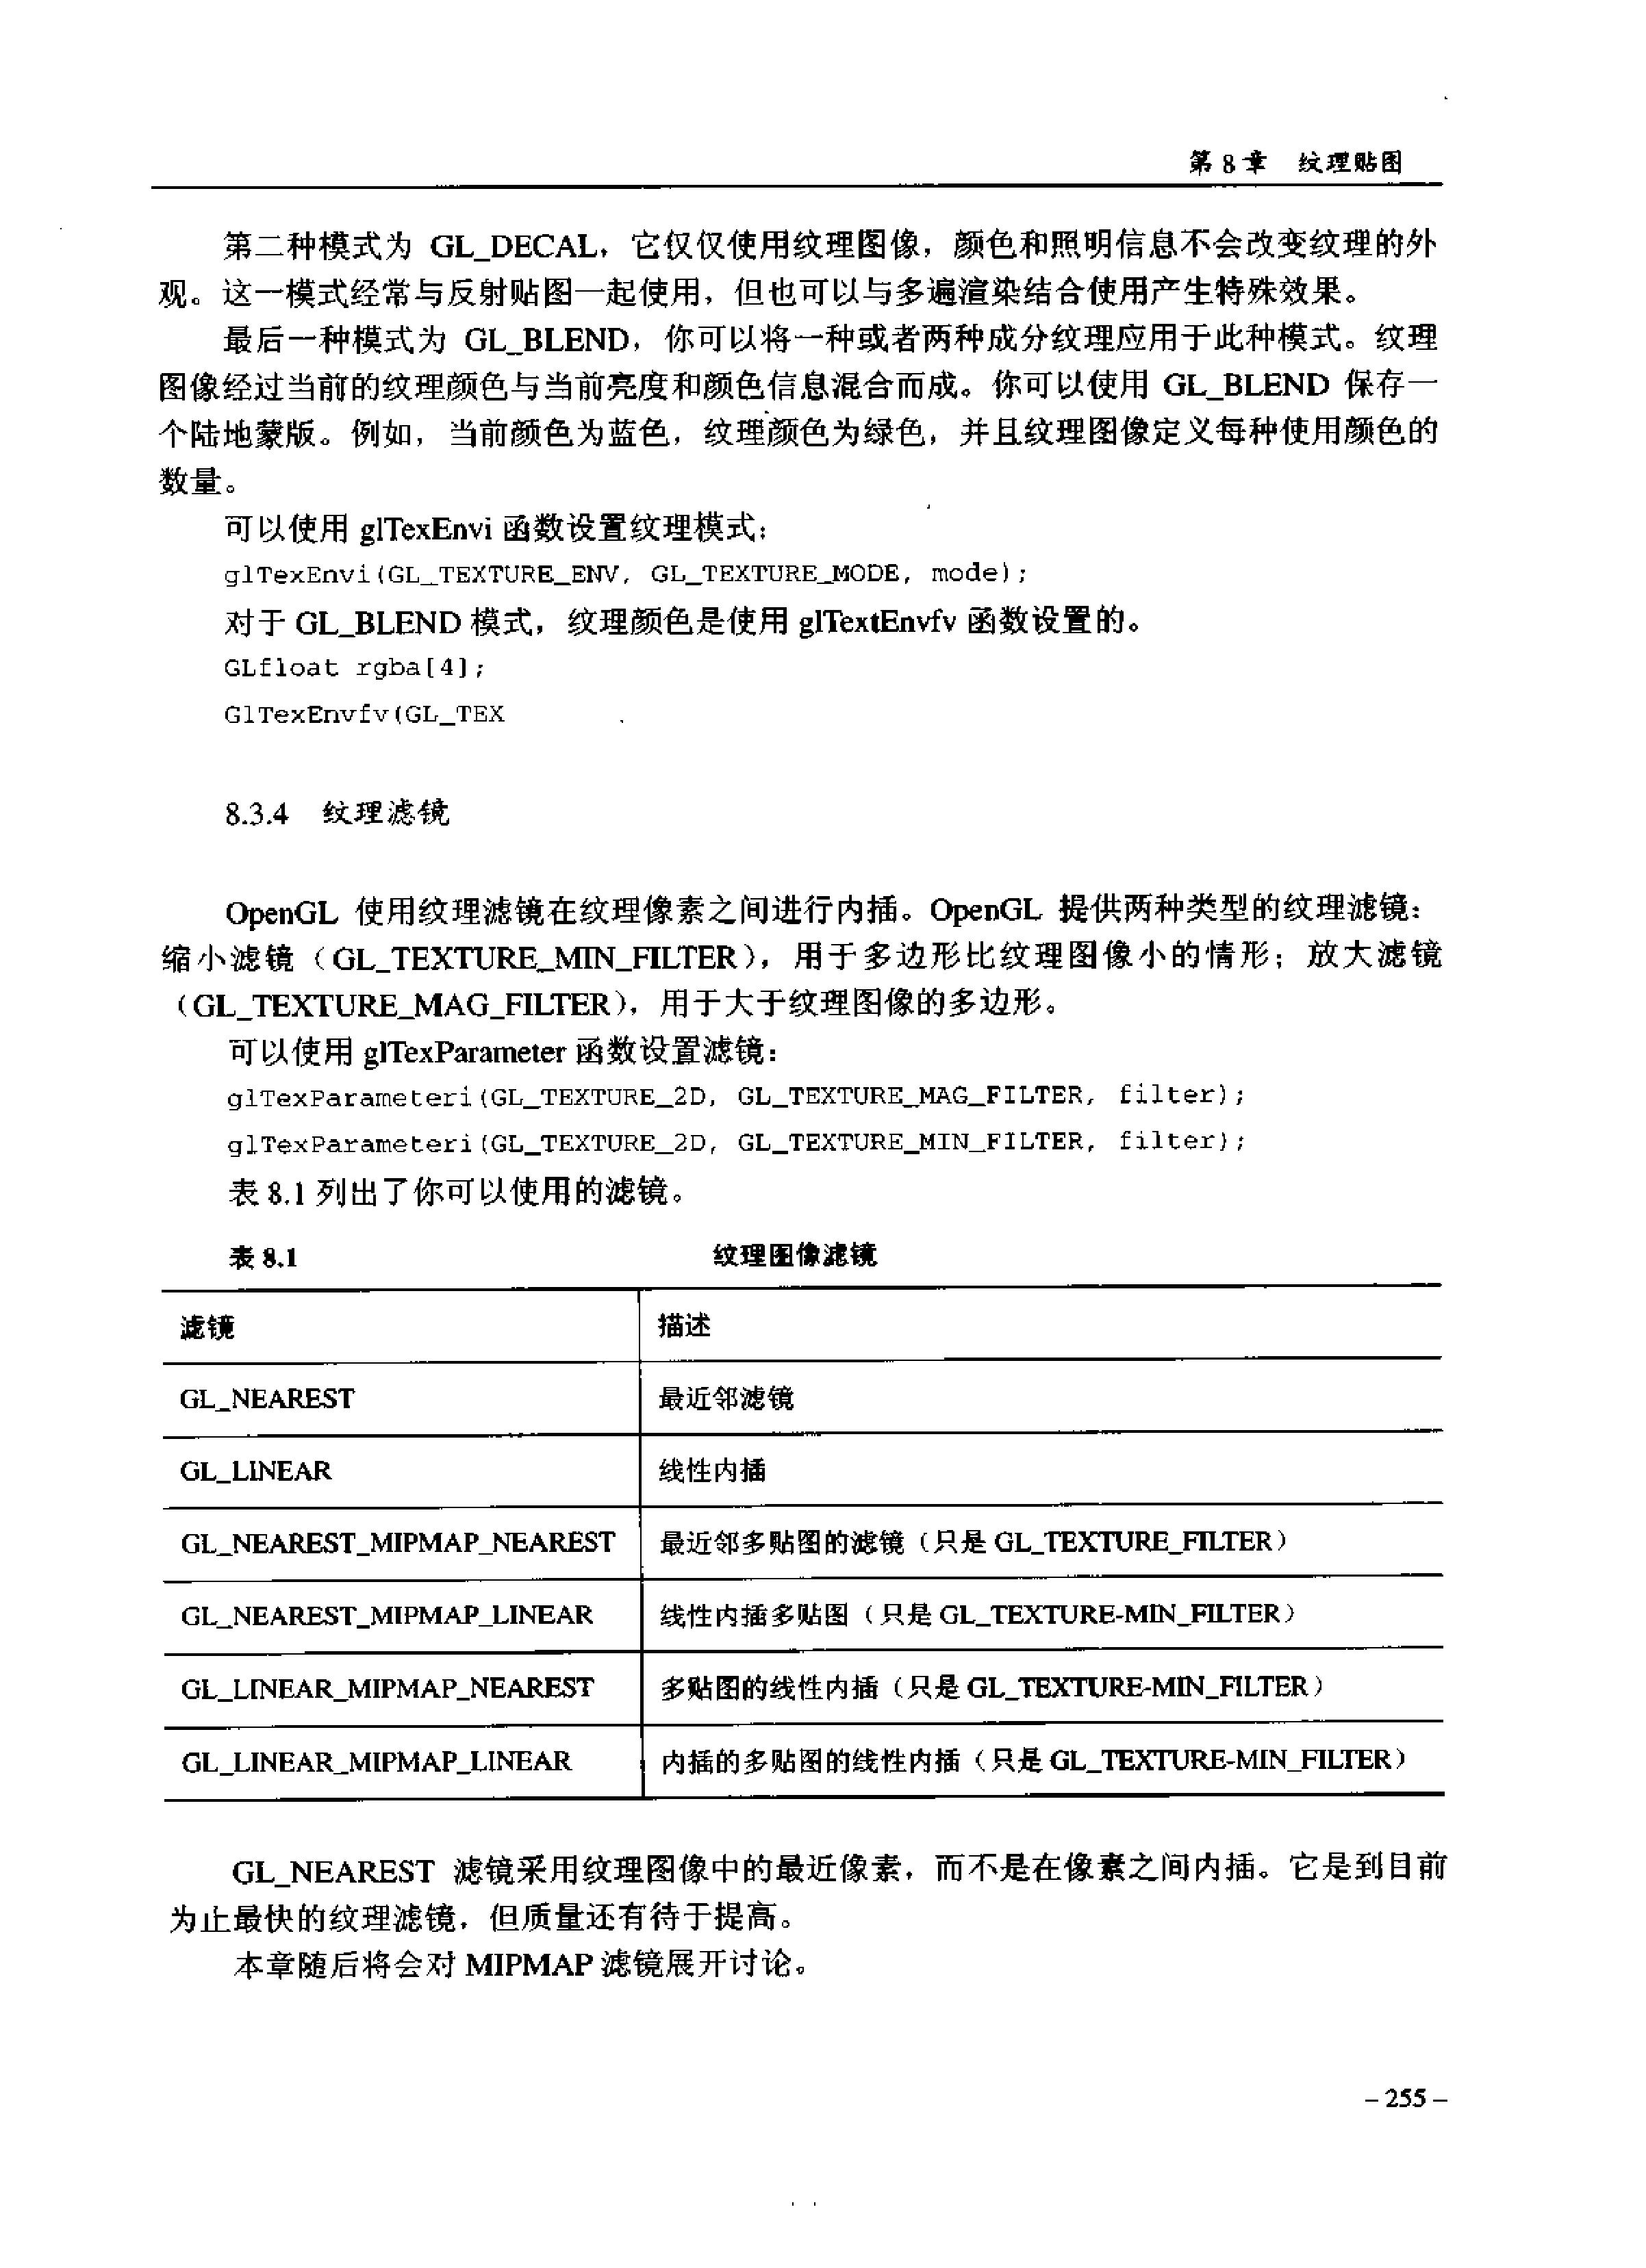 第 8 章 纹理贴图
第二种模式为 GL_DECAL，它仅仅使用纹理图像，颜色和照明信息不会改变纹理的外
观。这一模式经常与反射贴图一起使用，但也可以与多遍渲染结合使用产生特殊效果。
最后一种模式为 GL_BLEND，你可以将一种或者两种成分纹理应用于此种模式。纹理
图像经过当前的纹理颜色与当前亮度和颜色信息混合而成。你可以使用 GL_BLEND 保存一
个陆地蒙版。例如，当前颜色为蓝色，纹理颜色为绿色，并且纹理图像定义每种使用颜色的
数量。
可以使用 glTexEnvi 函数设置纹理模式：
glTexEnvi(GL_TEXTURE_ENV, GL_TEXTURE_MODE, mode);
对于 GL_BLEND 模式，纹理颜色是使用 glTextEnvfv 函数设置的。
GLfloat rgba[4];
GlTexEnvfv(GL_TEX
8.3.4 纹理滤镜
OpenGL 使用纹理滤镜在纹理像素之间进行内插。OpenGL 提供两种类型的纹理滤镜：
缩小滤镜（GL_TEXTURE_MIN_FILTER），用于多边形比纹理图像小的情形；放大滤镜
（GL_TEXTURE_MAG_FILTER），用于大于纹理图像的多边形。
可以使用 glTexParameter 函数设置滤镜：
glTexParameteri(GL_TEXTURE_2D, GL_TEXTURE_MAG_FILTER, filter);
glTexParameteri(GL_TEXTURE_2D, GL_TEXTURE_MIN_FILTER, filter);
表 8.1 列出了你可以使用的滤镜。
表 8.1 纹理图像滤镜
滤镜 描述
GL_NEAREST 最近邻滤镜
GL_LINEAR 线性内插
GL_NEAREST_MIPMAP_NEAREST 最近邻多贴图的滤镜（只是 GL_TEXTURE_FILTER）
GL_NEAREST_MIPMAP_LINEAR 线性内插多贴图（只是 GL_TEXTURE-MIN_FILTER）
GL_LINEAR_MIPMAP_NEAREST 多贴图的线性内插（只是 GL_TEXTURE-MIN_FILTER）
GL_LINEAR_MIPMAP_LINEAR 内插的多贴图的线性内插（只是 GL_TEXTURE-MIN_FILTER）
GL_NEAREST 滤镜采用纹理图像中的最近像素，而不是在像素之间内插。它是到目前
为止最快的纹理滤镜，但质量还有待于提高。
本章随后将会对 MIPMAP 滤镜展开讨论。
- 255 -